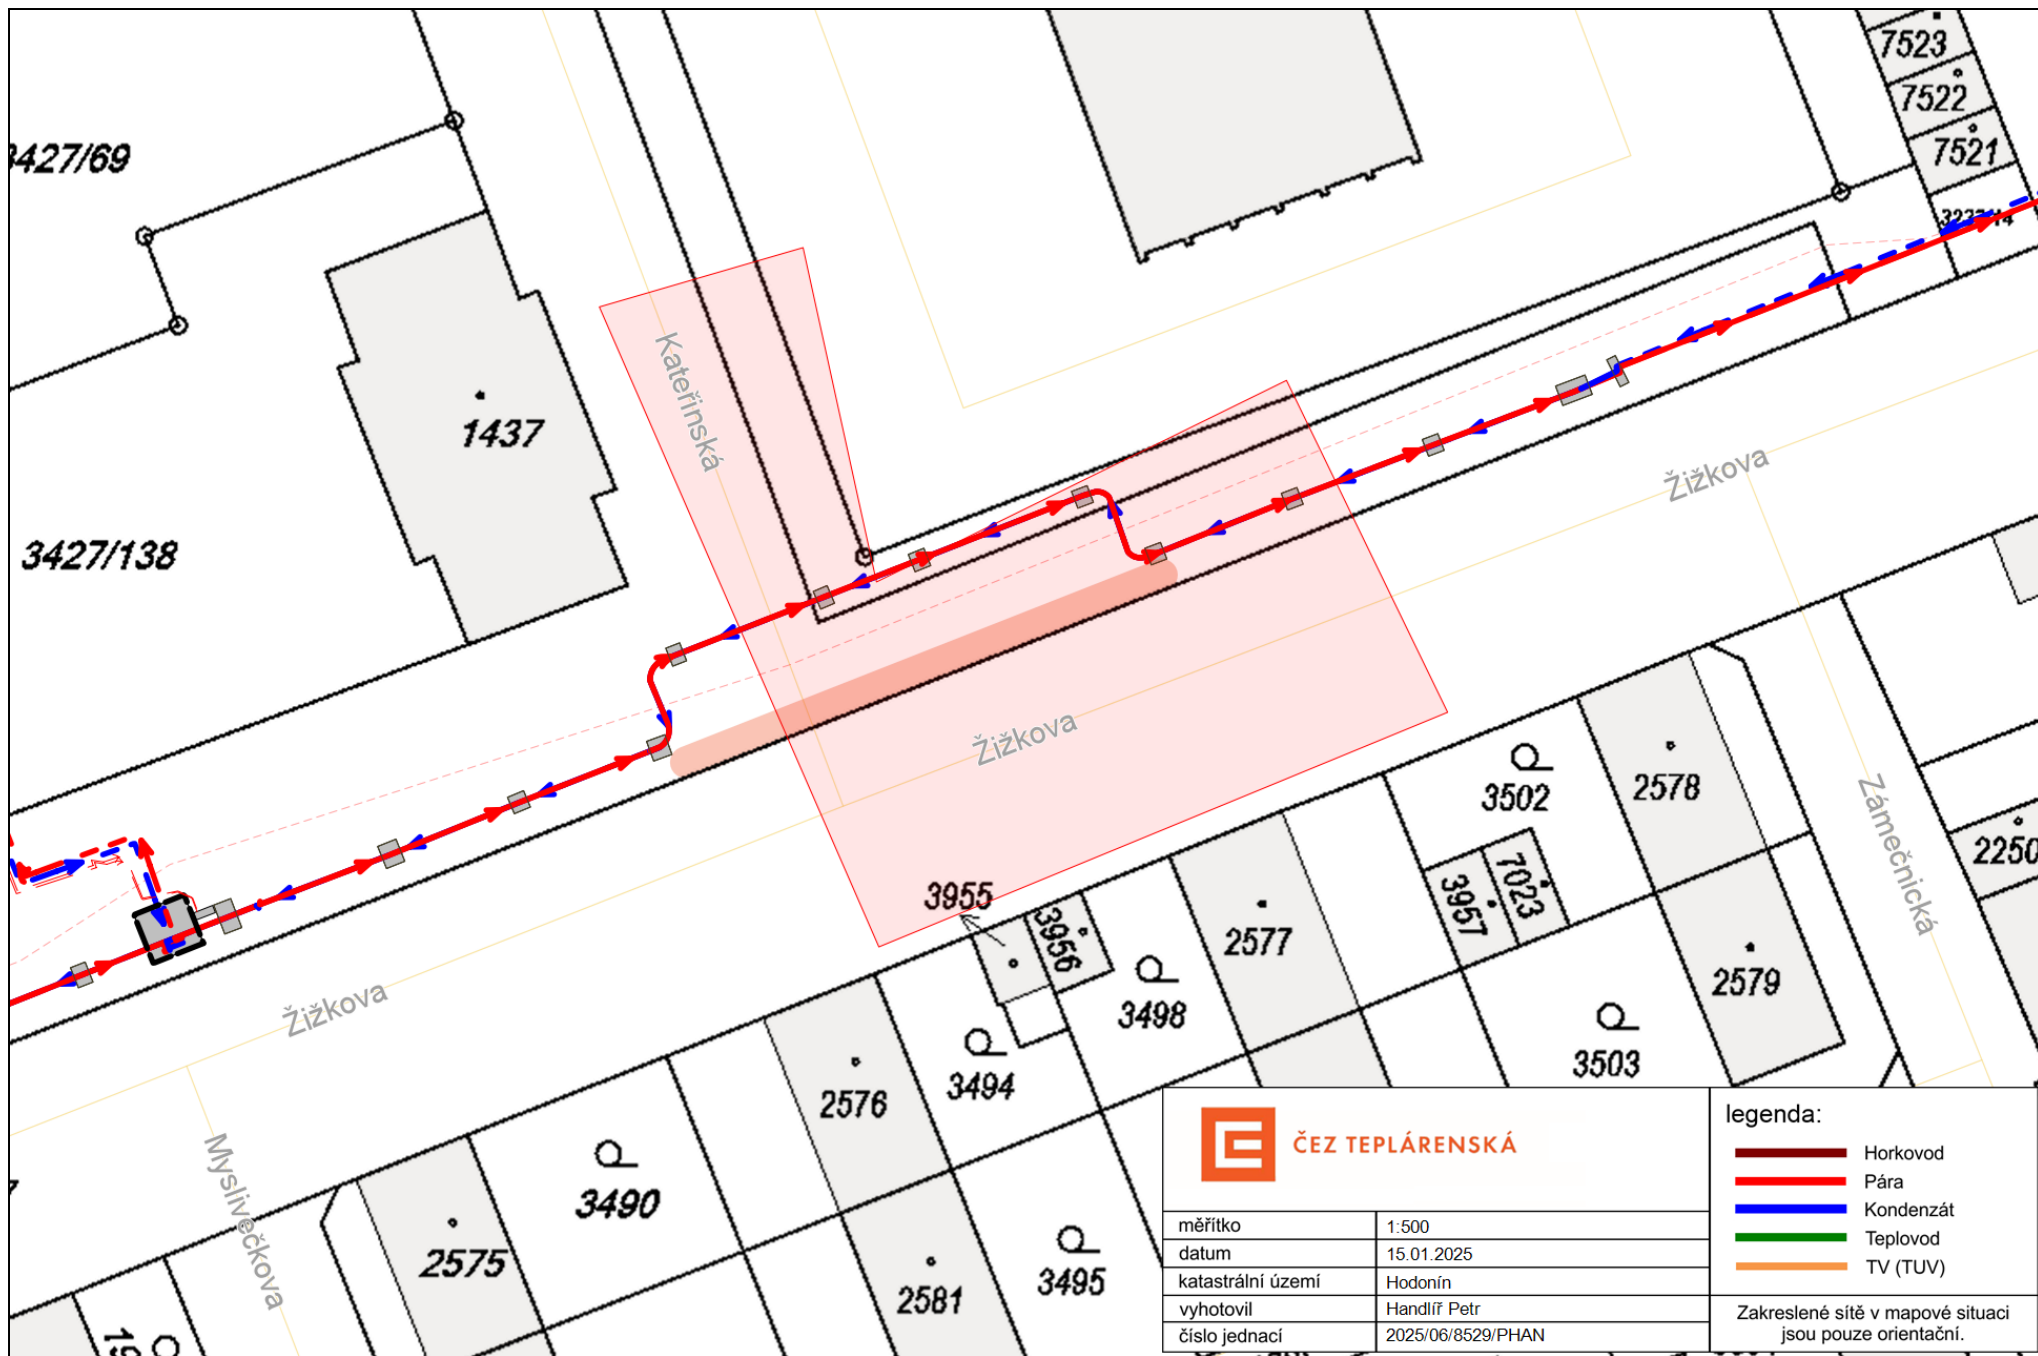 7523
7522
7521
3427/69
Kateřinská
1437
Žižkova
3427/138
Žižkova
3502
2578
Zámečnická
2250
3955
3956
2577
3957
7023
2579
Žižkova
3498
3494
3503
2576
Myslivečkova
3490
2575
2581
3495
ČEZ TEPLÁRENSKÁ
měřítko 1:500
datum 15.01.2025
katastrální území Hodonín
vyhotovil Handlíř Petr
číslo jednací 2025/06/8529/PHAN
legenda:
Horkovod
Pára
Kondenzát
Teplovod
TV (TUV)
Zakreslené sítě v mapové situaci
jsou pouze orientační.